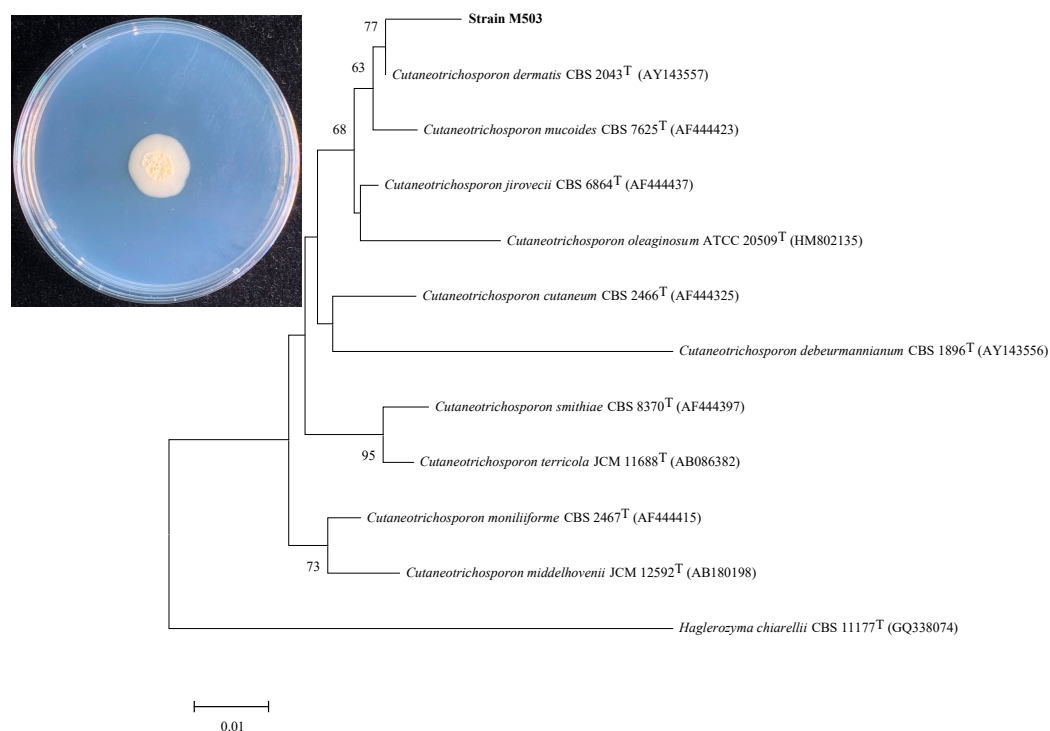 Strain M503
77
Cutaneotrichosporon dermatis CBS 2043T (AY143557)
63
Cutaneotrichosporon mucoides CBS 7625T (AF444423)
68
Cutaneotrichosporon jirovecii CBS 6864T (AF444437)
Cutaneotrichosporon oleaginosum ATCC 20509T (HM802135)
Cutaneotrichosporon cutaneum CBS 2466T (AF444325)
Cutaneotrichosporon debeurmannianum CBS 1896T (AY143556)
Cutaneotrichosporon smithiae CBS 8370T (AF444397)
95
Cutaneotrichosporon terricola JCM 11688T (AB086382)
Cutaneotrichosporon moniliiforme CBS 2467T (AF444415)
73
Cutaneotrichosporon middelhovenii JCM 12592T (AB180198)
Haglerozyma chiarellii CBS 11177T (GQ338074)
0.01